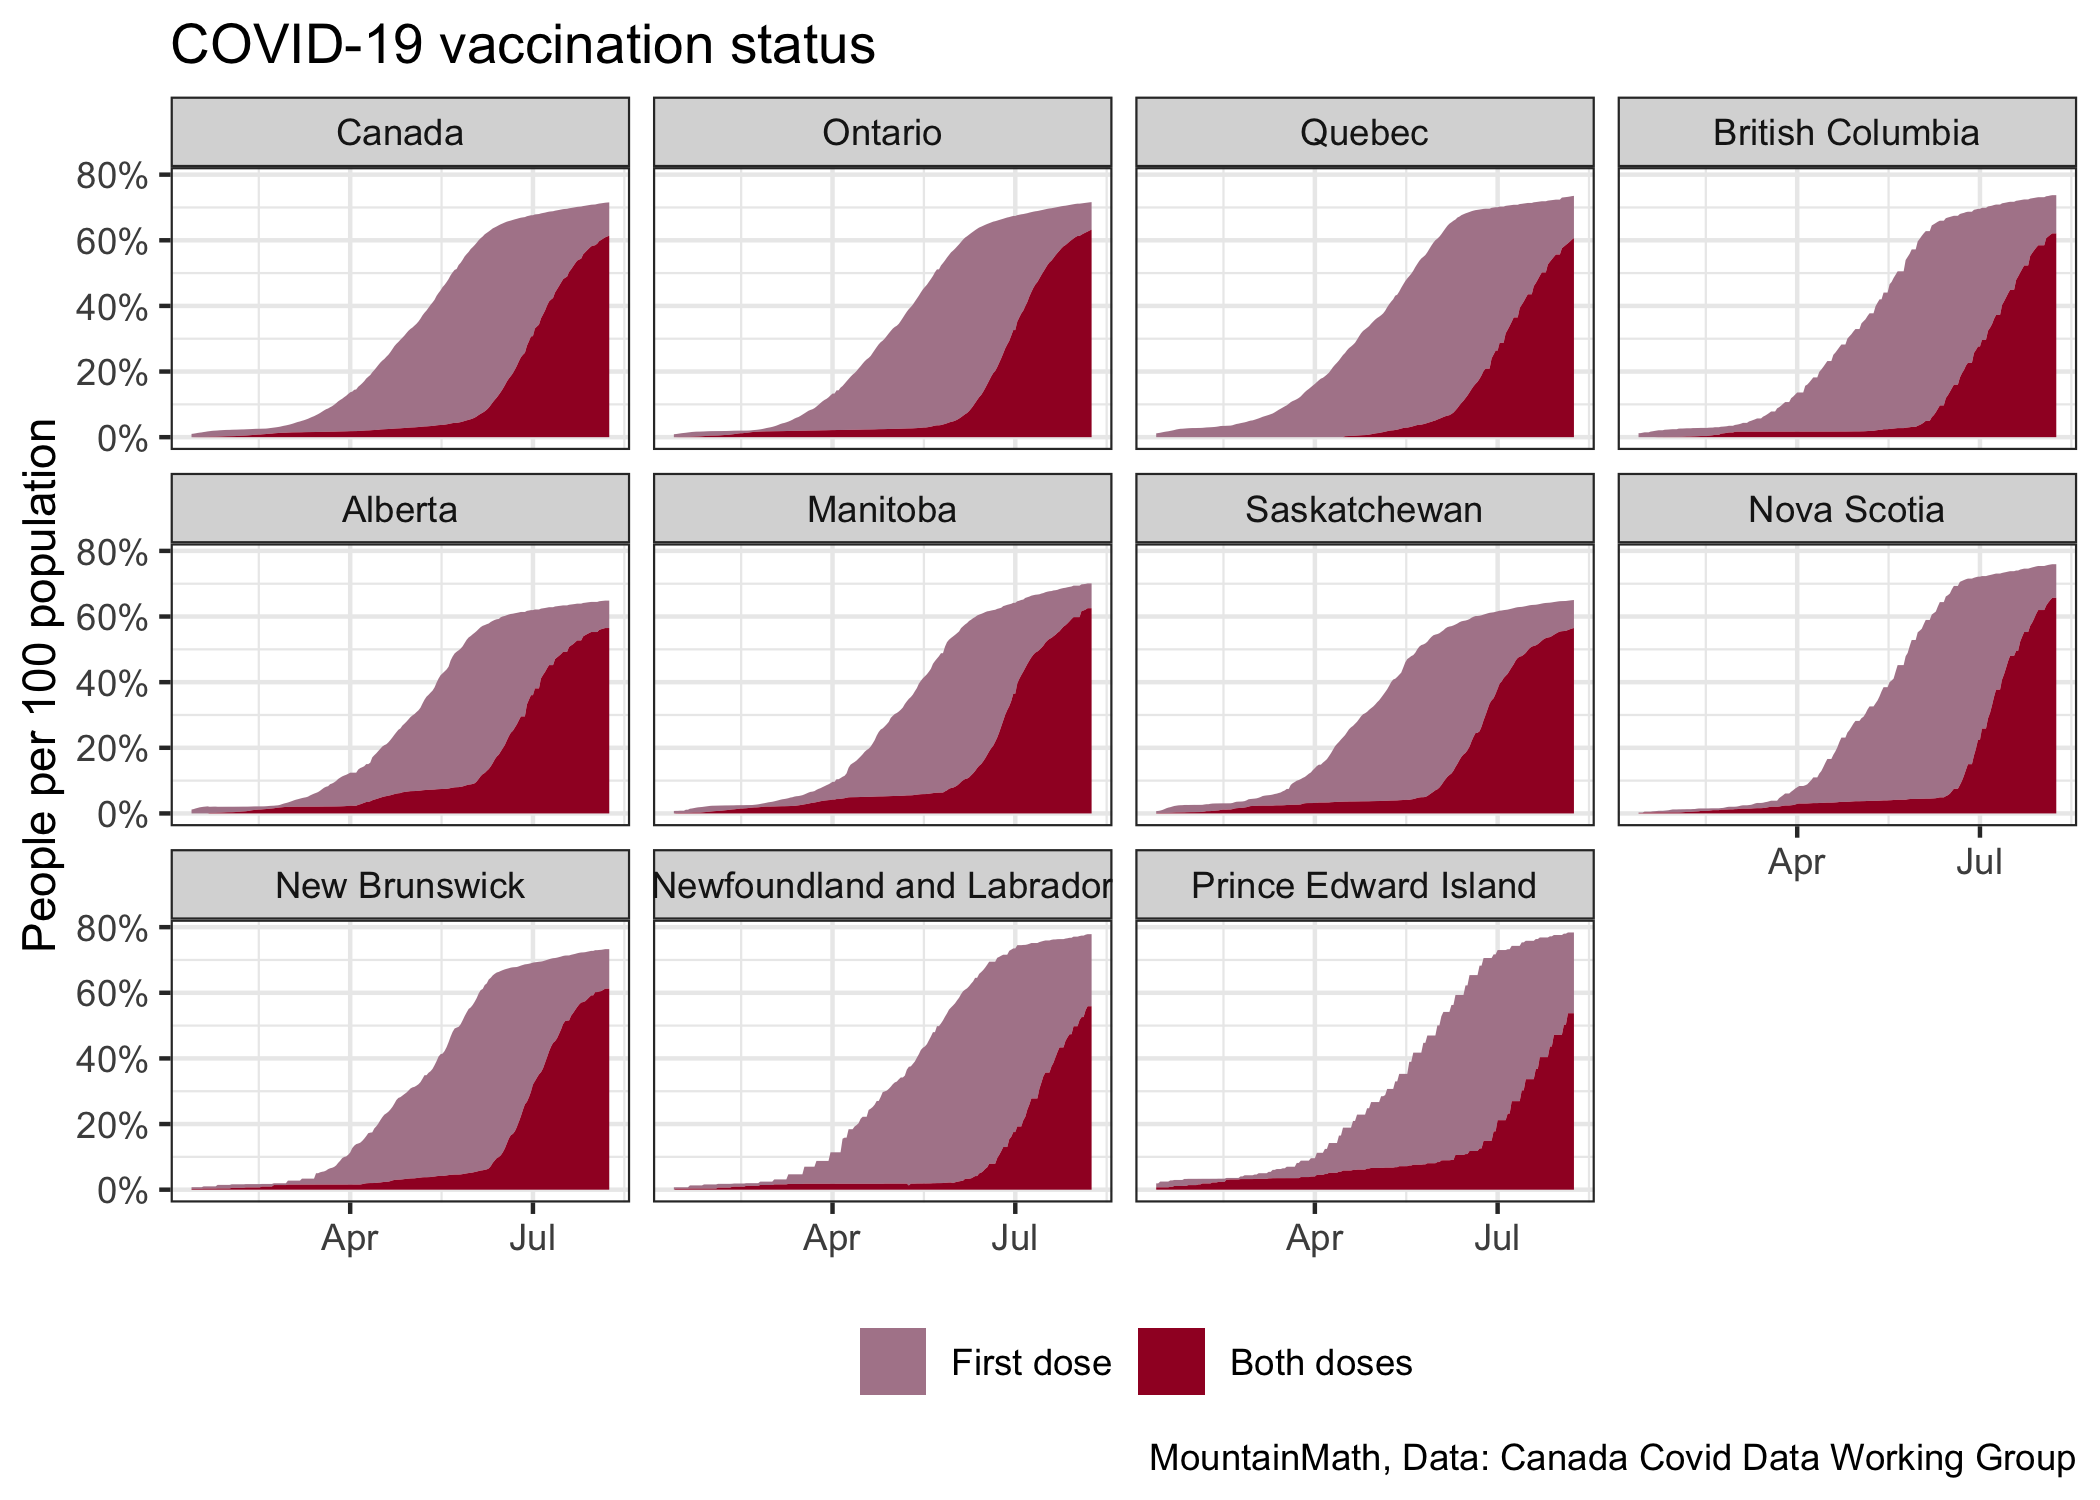 COVID-19 vaccination status
People per 100 population
Canada
Ontario
Quebec
British Columbia
80%
60%
40%
20%
0%
Alberta
Manitoba
Saskatchewan
Nova Scotia
80%
60%
40%
20%
0%
Apr
Jul
New Brunswick
Newfoundland and Labrador
Prince Edward Island
80%
60%
40%
20%
0%
Apr
Jul
Apr
Jul
Apr
Jul
First dose
Both doses
MountainMath, Data: Canada Covid Data Working Group